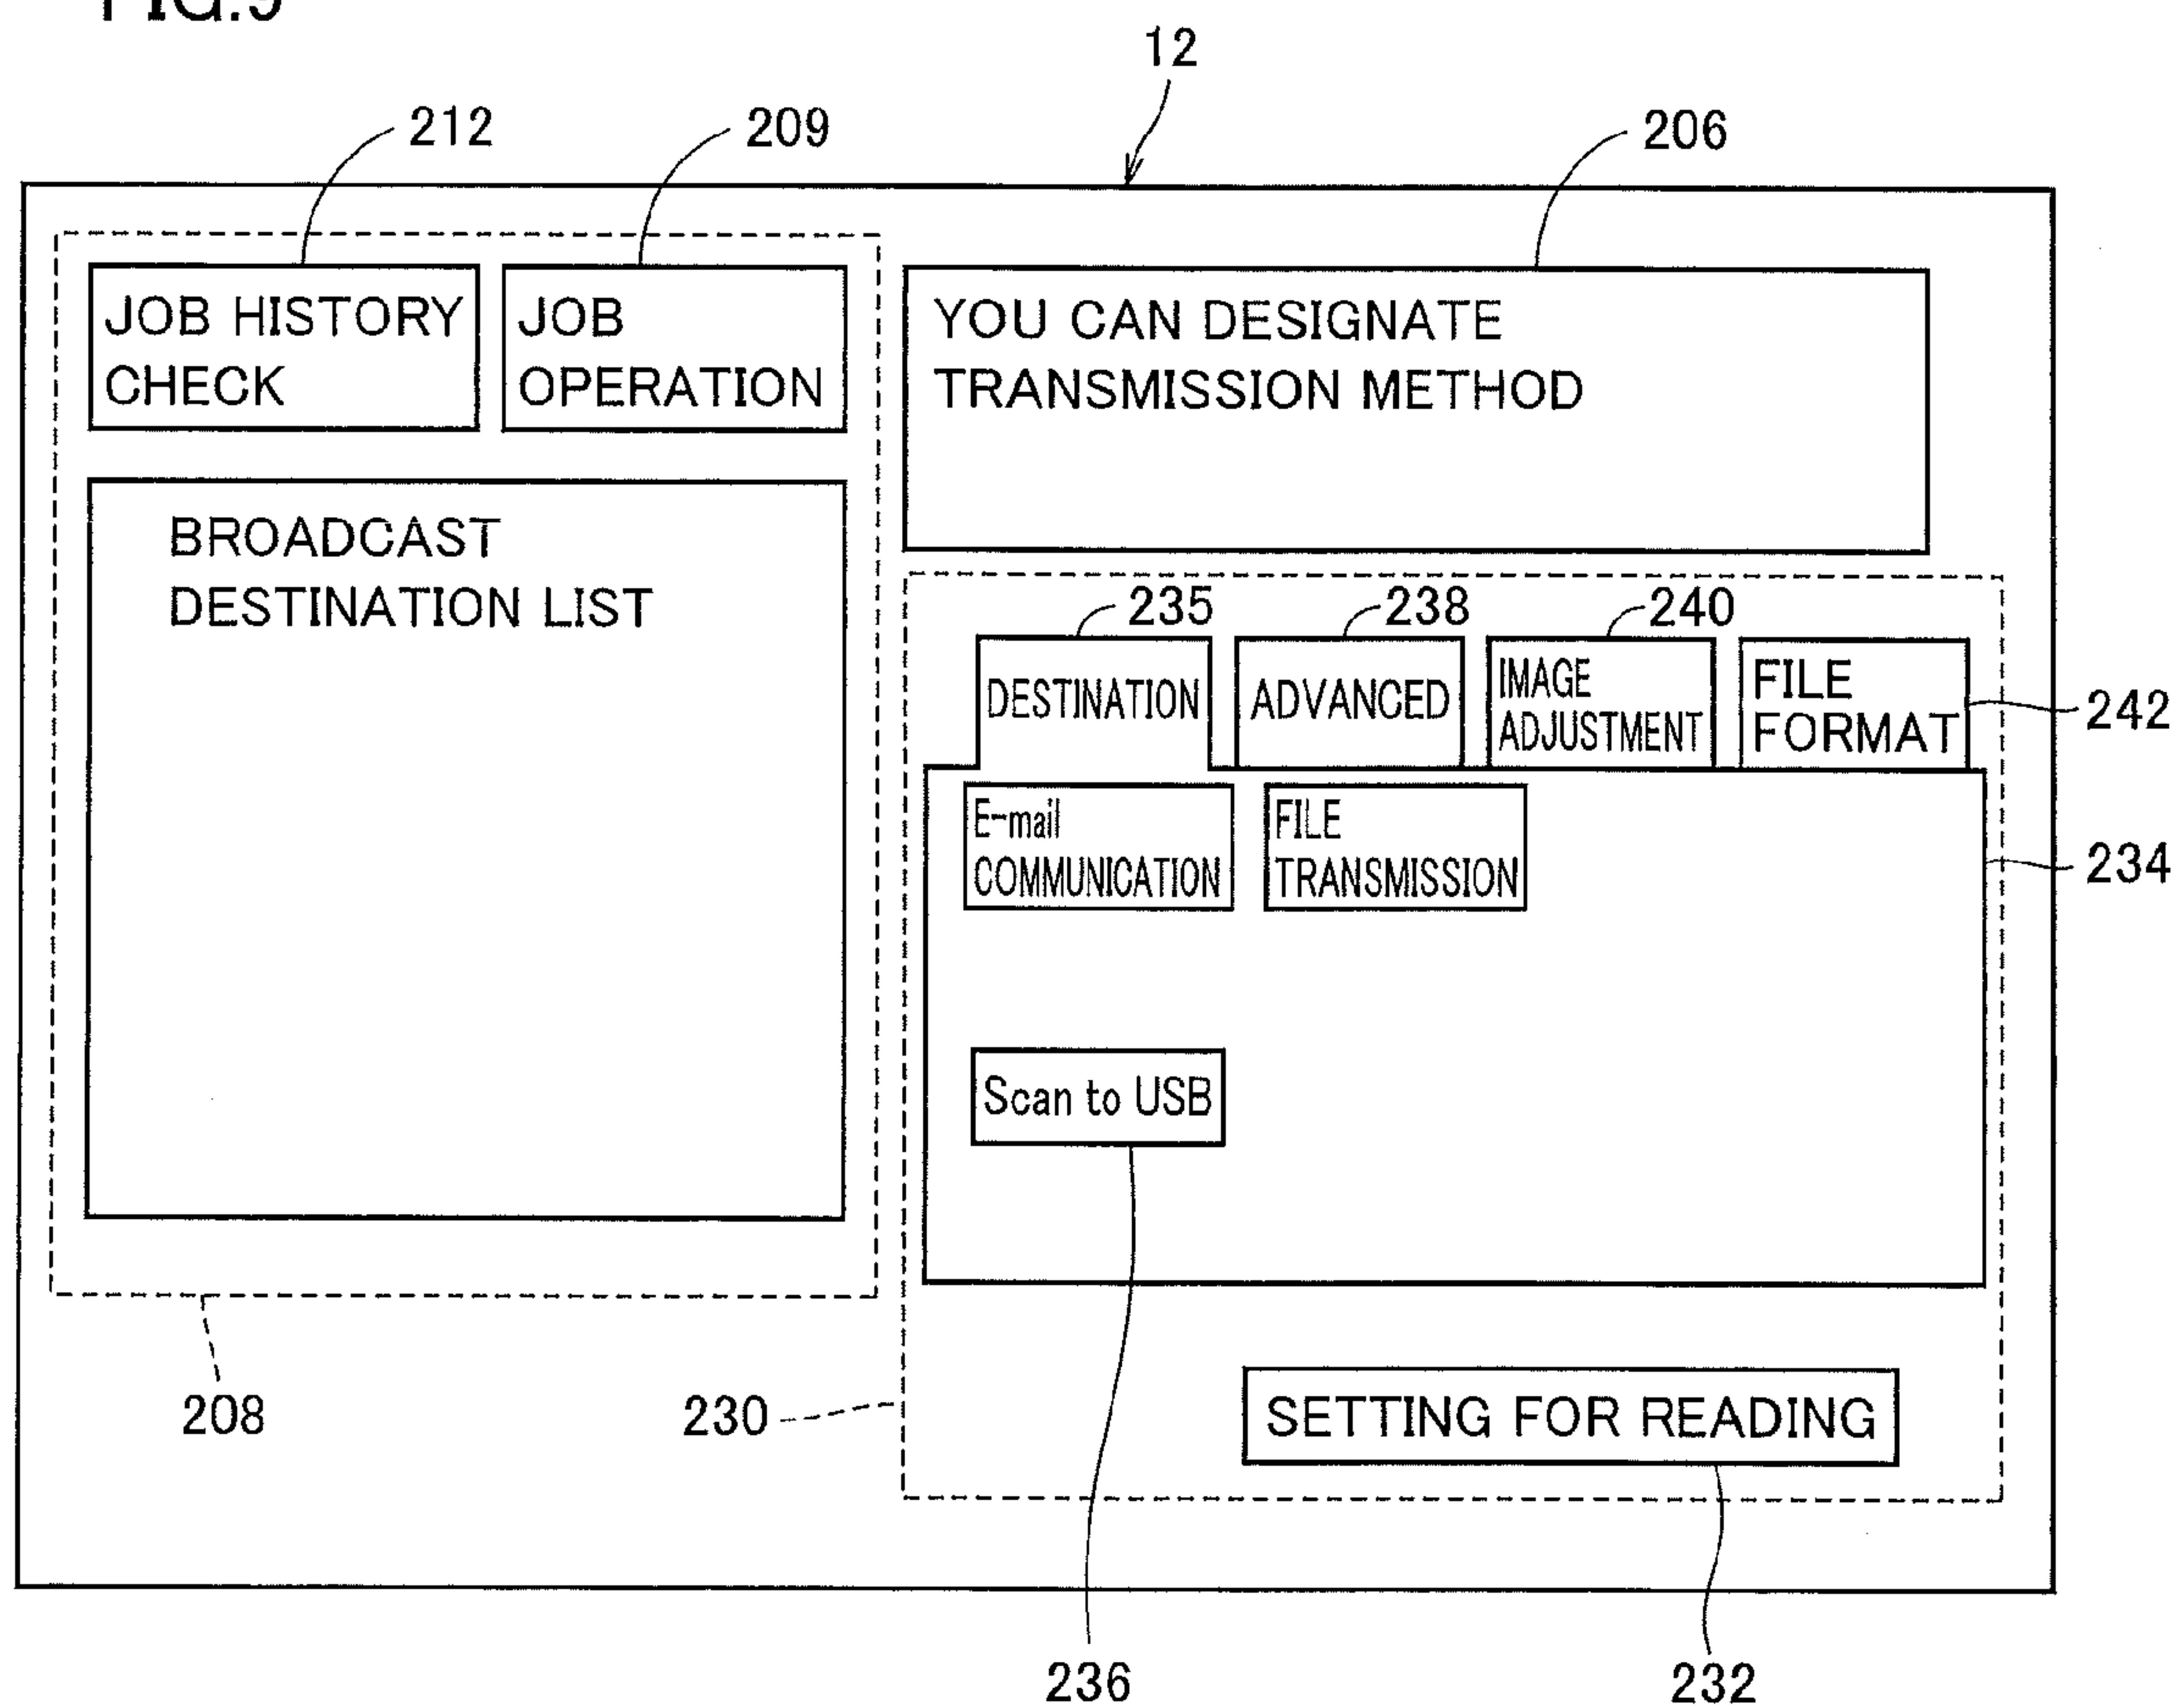 FIG.9
12
212
209
206
JOB HISTORY
CHECK
JOB
OPERATION
YOU CAN DESIGNATE
TRANSMISSION METHOD
BROADCAST
DESTINATION LIST
235
238
240
DESTINATION
ADVANCED
IMAGE
ADJUSTMENT
FILE
FORMAT
242
E-mail
COMMUNICATION
FILE
TRANSMISSION
234
Scan to USB
208
230
SETTING FOR READING
236
232